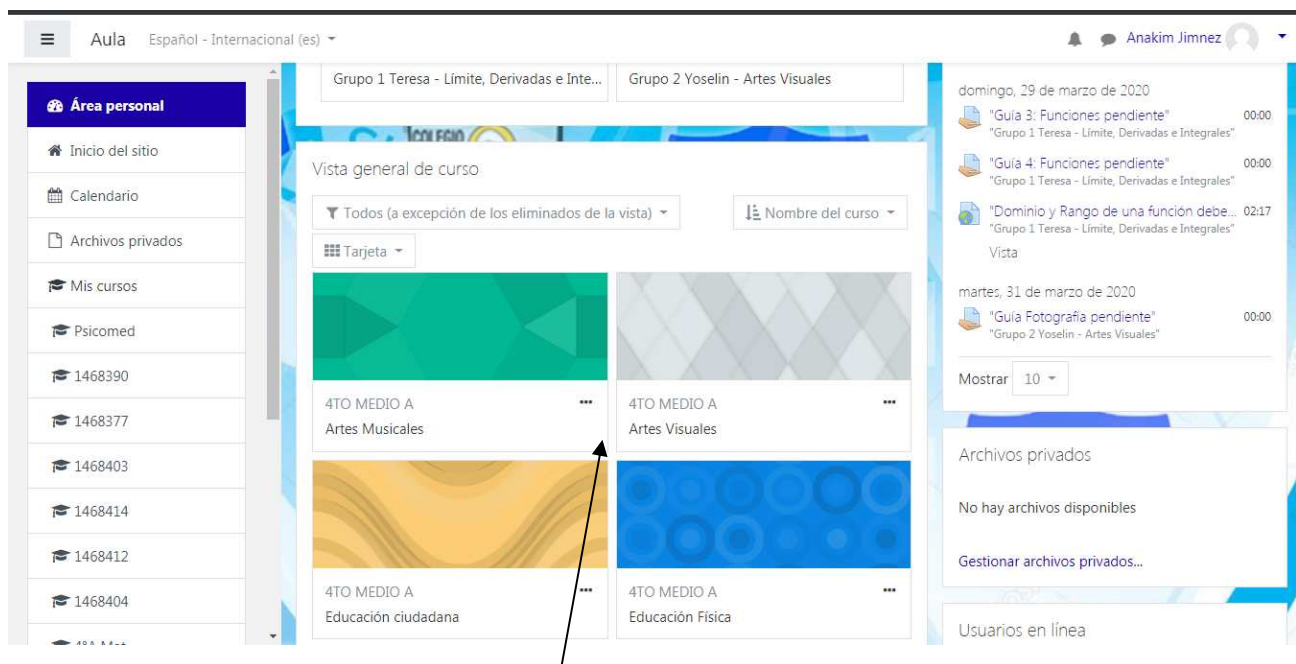 Aula
Español - Internacional (es)
Anakim Jimnez
Área personal
Inicio del sitio
Calendario
Archivos privados
Mis cursos
Psicomed
1468390
1468377
1468403
1468414
1468412
1468404
4ºA Mat
Grupo 1 Teresa - Límite, Derivadas e Inte...
Grupo 2 Yoselin - Artes Visuales
COLEGIO
Vista general de curso
Todos (a excepción de los eliminados de la vista)
Nombre del curso
Tarjeta
4TO MEDIO A
Artes Musicales
4TO MEDIO A
Artes Visuales
4TO MEDIO A
Educación ciudadana
4TO MEDIO A
Educación Física
domingo, 29 de marzo de 2020
"Guía 3: Funciones pendiente" 00:00
"Grupo 1 Teresa - Límite, Derivadas e Integrales"
"Guía 4: Funciones pendiente" 00:00
"Grupo 1 Teresa - Límite, Derivadas e Integrales"
"Dominio y Rango de una función debe... 02:17
"Grupo 1 Teresa - Límite, Derivadas e Integrales"
Vista
martes, 31 de marzo de 2020
"Guía Fotografía pendiente" 00:00
"Grupo 2 Yoselin - Artes Visuales"
Mostrar 10
Archivos privados
No hay archivos disponibles
Gestionar archivos privados...
Usuarios en línea